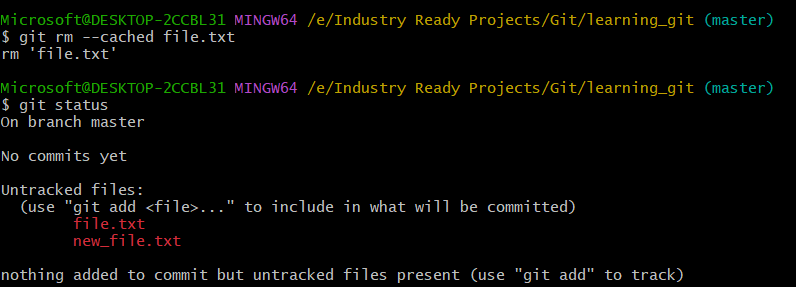 Microsoft@DESKTOP-2CCBL31 MINGW64 /e/Industry Ready Projects/Git/learning_git (master)
$ git rm --cached file.txt
rm 'file.txt'
Microsoft@DESKTOP-2CCBL31 MINGW64 /e/Industry Ready Projects/Git/learning_git (master)
$ git status
On branch master
No commits yet
Untracked files:
  (use "git add <file>..." to include in what will be committed)
        file.txt
        new_file.txt
nothing added to commit but untracked files present (use "git add" to track)